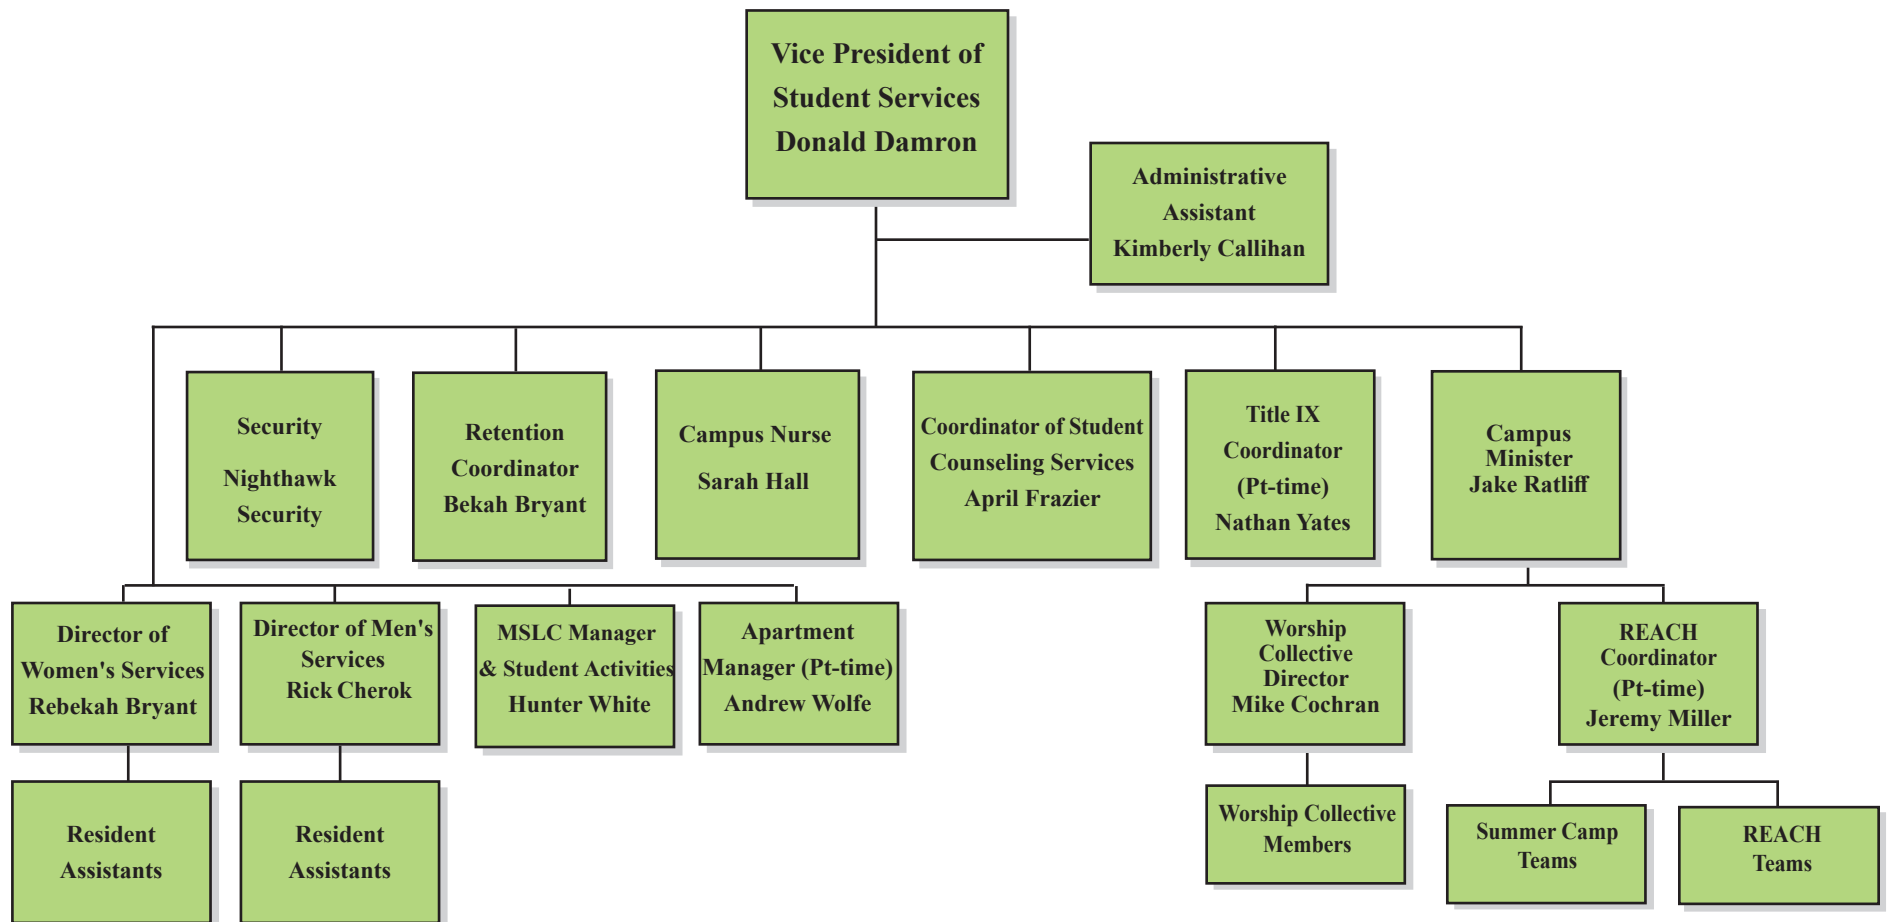 Vice President of
Student Services
Donald Damron
Administrative
Assistant
Kimberly Callihan
Security
Nighthawk
Security
Retention
Coordinator
Bekah Bryant
Campus Nurse
Sarah Hall
Coordinator of Student
Counseling Services
April Frazier
Title IX
Coordinator
(Pt-time)
Nathan Yates
Campus
Minister
Jake Ratliff
Director of
Women's Services
Rebekah Bryant
Director of Men's
Services
Rick Cherok
MSLC Manager
& Student Activities
Hunter White
Apartment
Manager (Pt-time)
Andrew Wolfe
Worship
Collective
Director
Mike Cochran
REACH
Coordinator
(Pt-time)
Jeremy Miller
Resident
Assistants
Resident
Assistants
Worship Collective
Members
Summer Camp
Teams
REACH
Teams